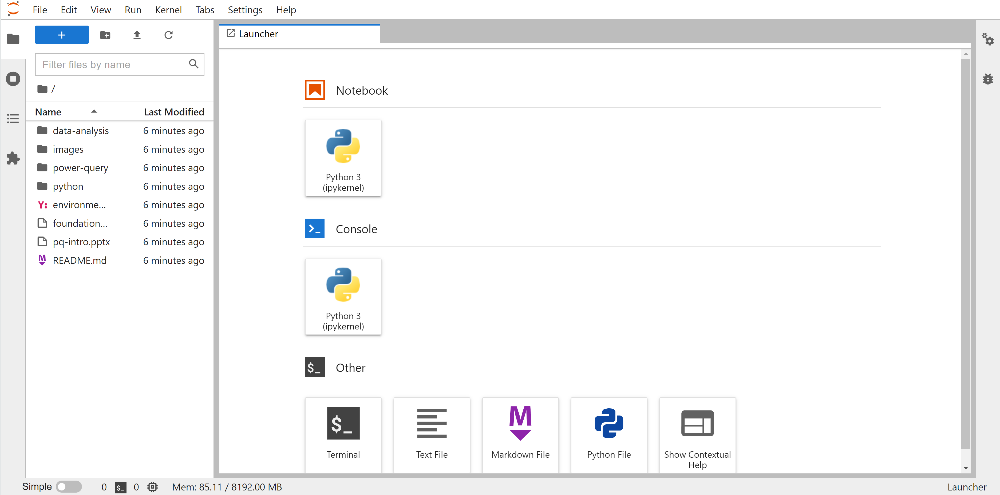 File Edit View Run Kernel Tabs Settings Help
Launcher
Filter files by name
/
Name Last Modified
data-analysis 6 minutes ago
images 6 minutes ago
power-query 6 minutes ago
python 6 minutes ago
Y: environme... 6 minutes ago
foundation... 6 minutes ago
pq-intro.pptx 6 minutes ago
M README.md 6 minutes ago
Notebook
Python 3
(ipykernel)
>_ Console
Python 3
(ipykernel)
$_ Other
$_
Terminal
Text File
M
Markdown File
Python File
Show Contextual
Help
Simple 0 $_ 0 Mem: 85.11 / 8192.00 MB Launcher